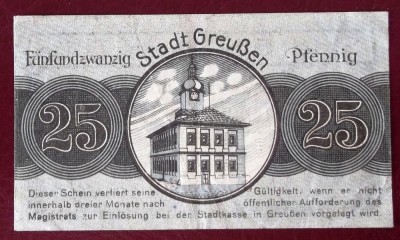 Fünfundzwanzig Stadt Greußen Pfennig
25 25
Dieser Schein verliert seine Gültigkeit, wenn er nicht
innerhalb dreier Monate nach öffentlicher Aufforderung des
Magistrats zur Einlösung bei der Stadtkasse in Greußen vorgelegt wird.